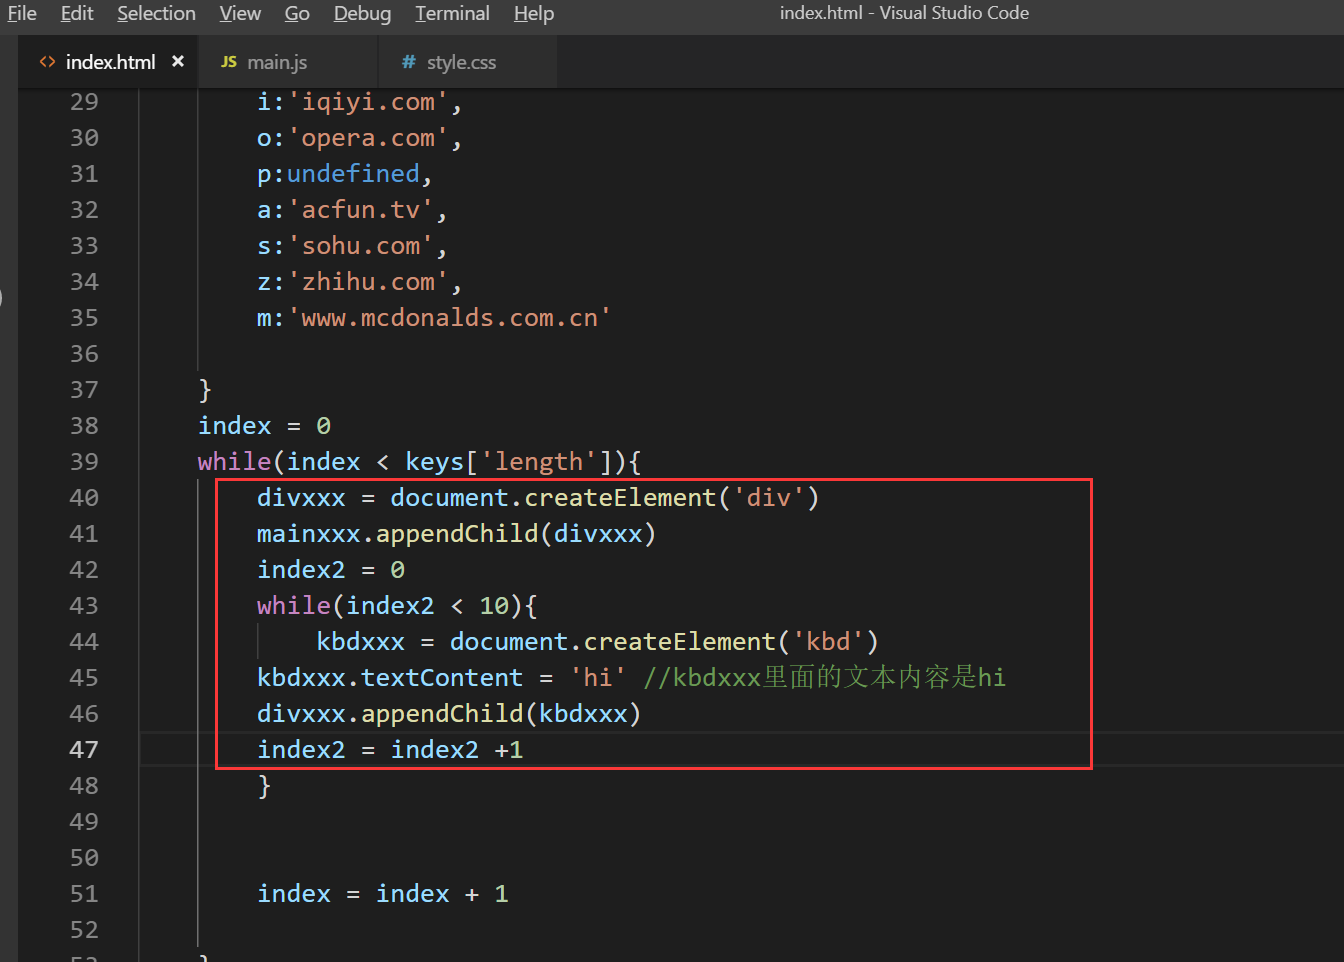 File Edit Selection View Go Debug Terminal Help index.html - Visual Studio Code
<> index.html × JS main.js # style.css
29 i:'iqiyi.com',
30 o:'opera.com',
31 p:undefined,
32 a:'acfun.tv',
33 s:'sohu.com',
34 z:'zhihu.com',
35 m:'www.mcdonalds.com.cn'
36
37 }
38 index = 0
39 while(index < keys['length']){
40 divxxx = document.createElement('div')
41 mainxxx.appendChild(divxxx)
42 index2 = 0
43 while(index2 < 10){
44 kbdxxx = document.createElement('kbd')
45 kbdxxx.textContent = 'hi' //kbdxxx里面的文本内容是hi
46 divxxx.appendChild(kbdxxx)
47 index2 = index2 +1
48 }
49
50
51 index = index + 1
52
53 }